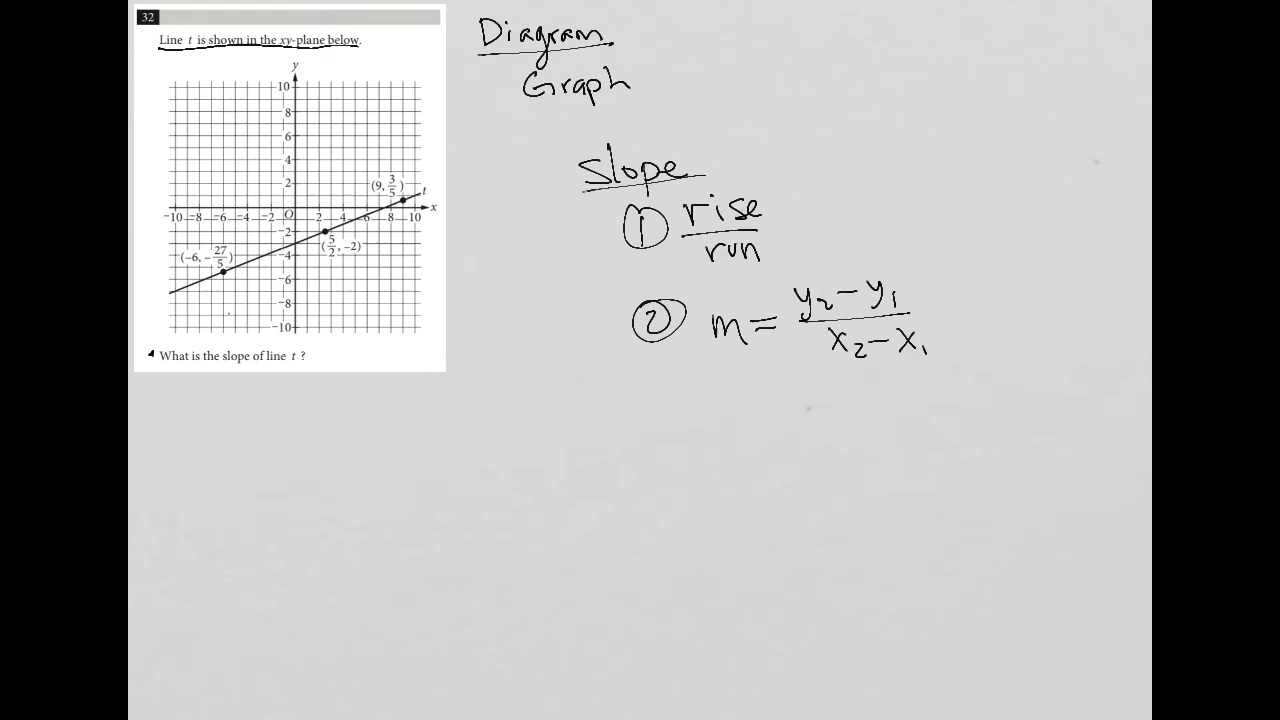 32
Line t is shown in the xy-plane below.
y
10
8
6
4
2
(9, 3/5)
t
x
-10 -8 -6 -4 -2 O 2 4 6 8 10
-2
(5/2, -2)
(-6, -27/5)
-4
-6
-8
-10
What is the slope of line t ?
Diagram
Graph
Slope
① rise
run
② m = y₂ - y₁
x₂ - x₁